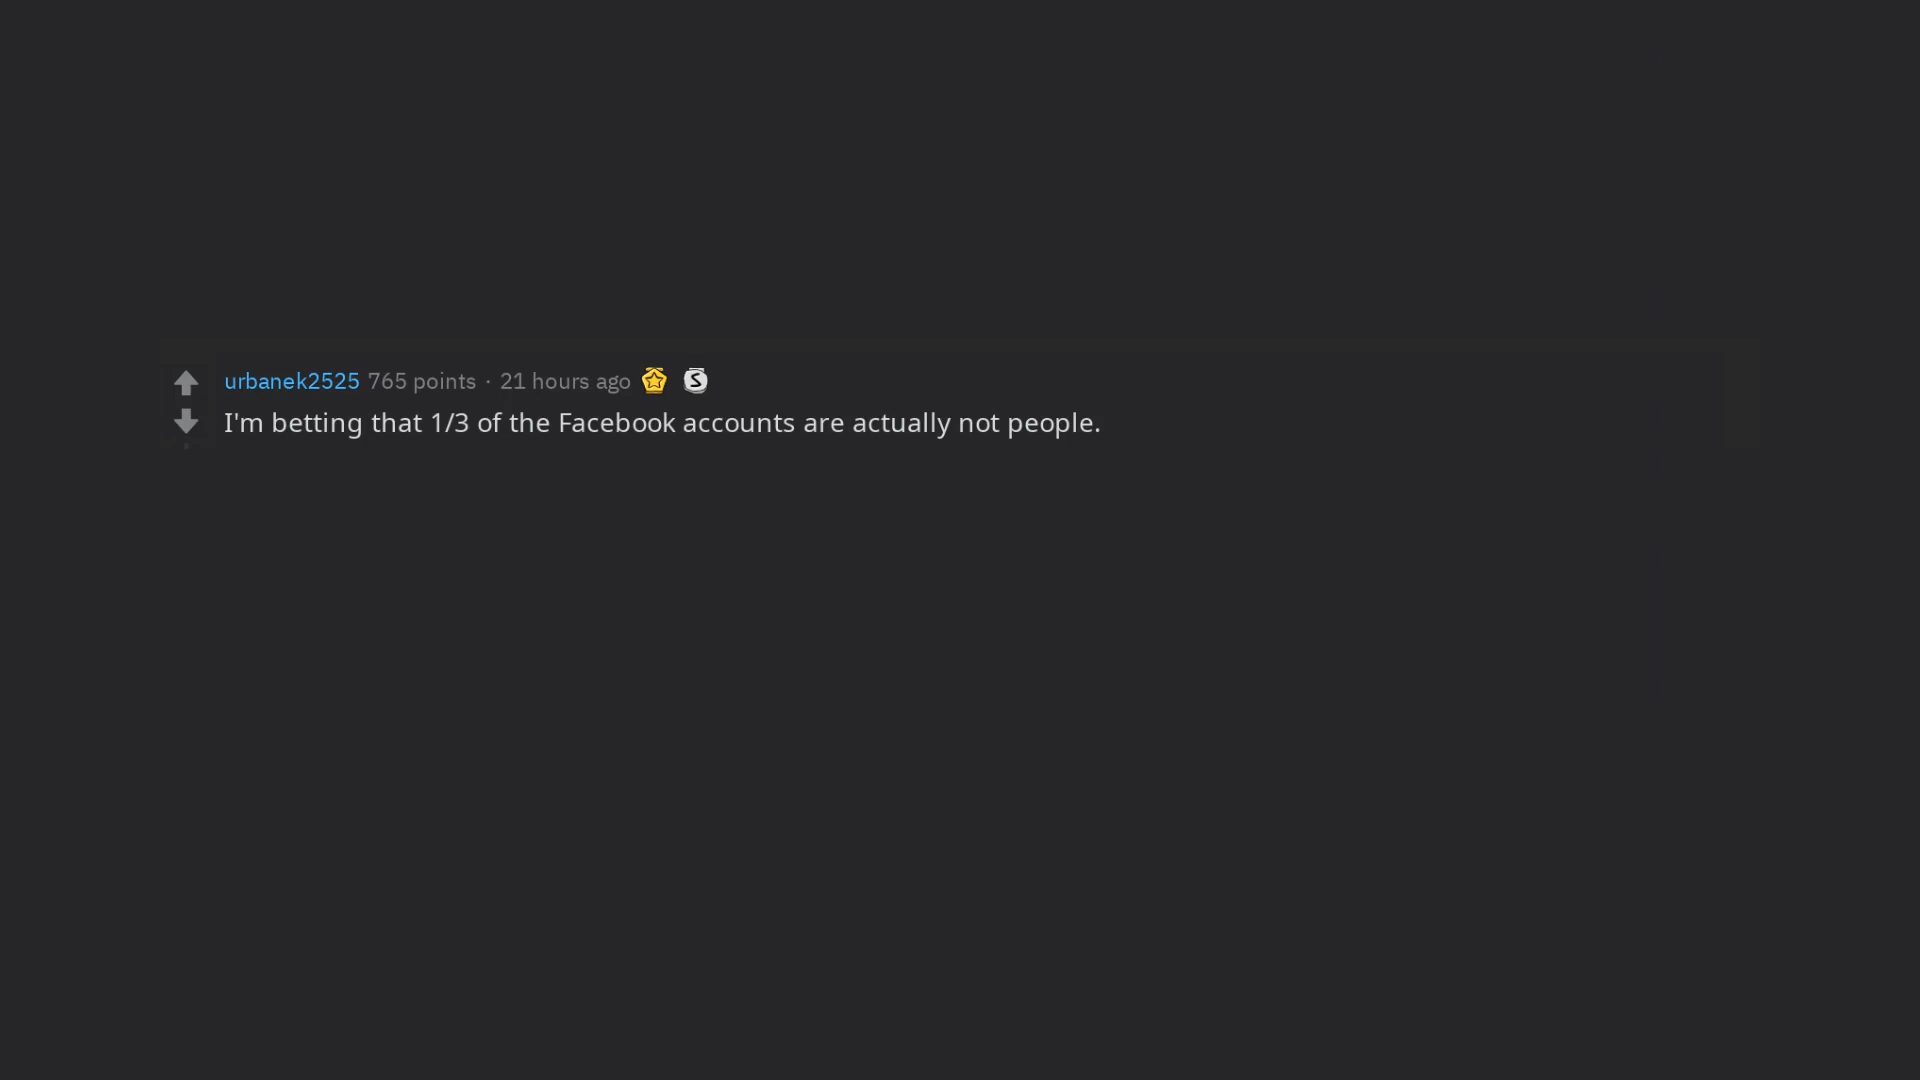 urbanek2525 765 points · 21 hours ago S
I'm betting that 1/3 of the Facebook accounts are actually not people.